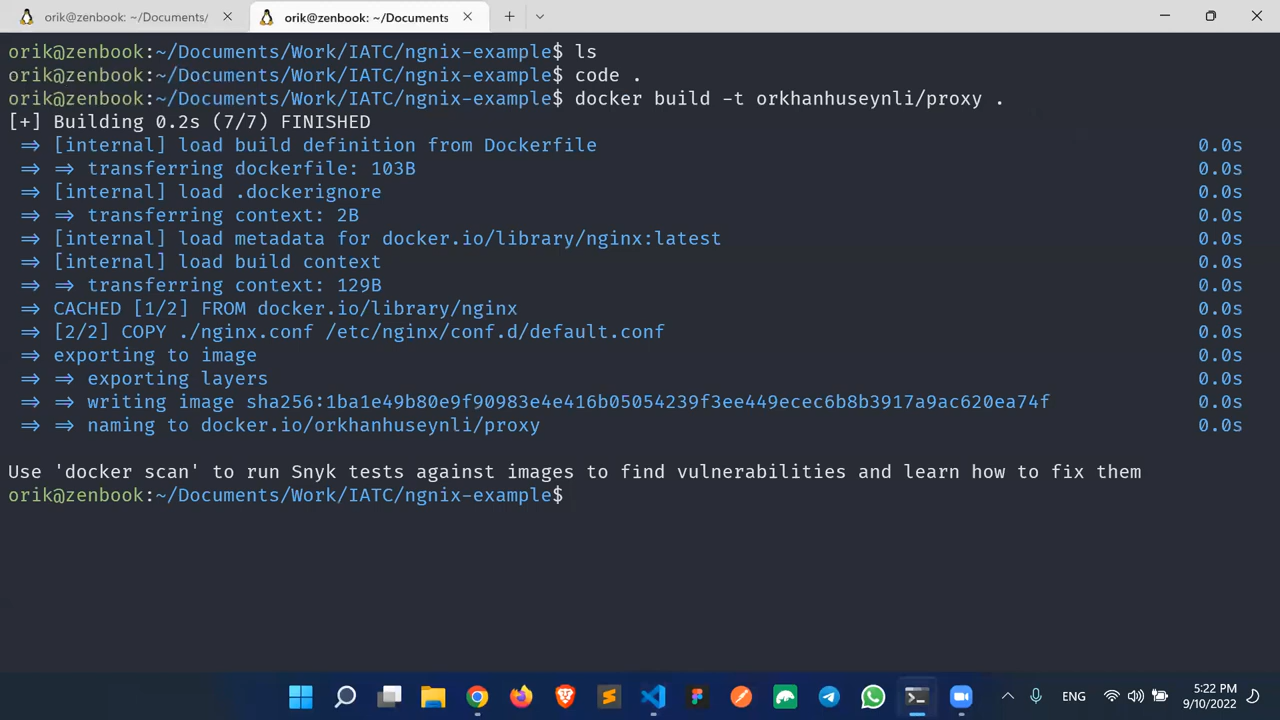 orik@zenbook: ~/Documents/
orik@zenbook: ~/Documents
orik@zenbook:~/Documents/Work/IATC/ngnix-example$ ls
orik@zenbook:~/Documents/Work/IATC/ngnix-example$ code .
orik@zenbook:~/Documents/Work/IATC/ngnix-example$ docker build -t orkhanhuseynli/proxy .
[+] Building 0.2s (7/7) FINISHED
=> [internal] load build definition from Dockerfile 0.0s
=> => transferring dockerfile: 103B 0.0s
=> [internal] load .dockerignore 0.0s
=> => transferring context: 2B 0.0s
=> [internal] load metadata for docker.io/library/nginx:latest 0.0s
=> [internal] load build context 0.0s
=> => transferring context: 129B 0.0s
=> CACHED [1/2] FROM docker.io/library/nginx 0.0s
=> [2/2] COPY ./nginx.conf /etc/nginx/conf.d/default.conf 0.0s
=> exporting to image 0.0s
=> => exporting layers 0.0s
=> => writing image sha256:1ba1e49b80e9f90983e4e416b05054239f3ee449ecec6b8b3917a9ac620ea74f 0.0s
=> => naming to docker.io/orkhanhuseynli/proxy 0.0s
Use 'docker scan' to run Snyk tests against images to find vulnerabilities and learn how to fix them
orik@zenbook:~/Documents/Work/IATC/ngnix-example$
ENG
5:22 PM
9/10/2022